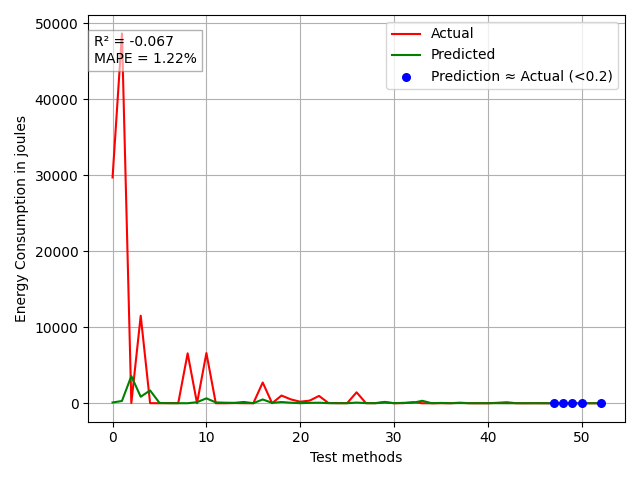 R² = -0.067
MAPE = 1.22%
Actual
Predicted
Prediction ≈ Actual (<0.2)
50000
40000
30000
20000
10000
0
Energy Consumption in joules
0 10 20 30 40 50
Test methods